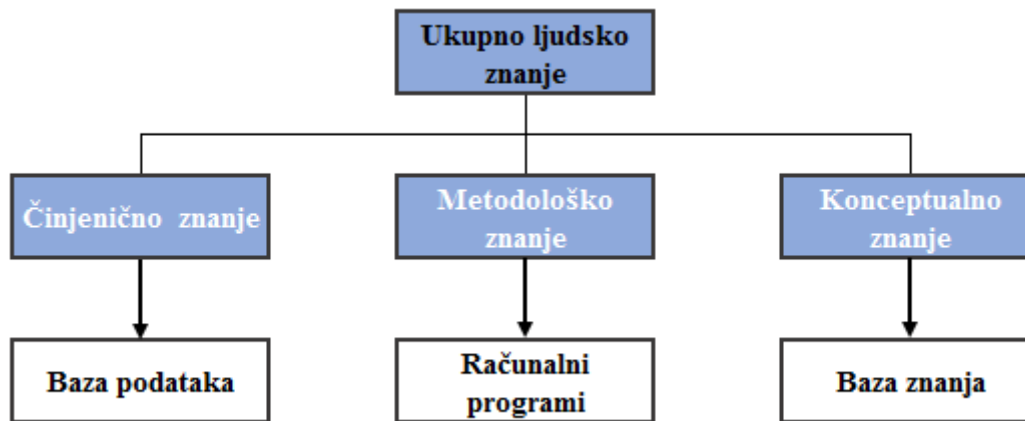 Ukupno ljudsko
znanje
Činjenično znanje
Metodološko
znanje
Konceptualno
znanje
Baza podataka
Računalni
programi
Baza znanja